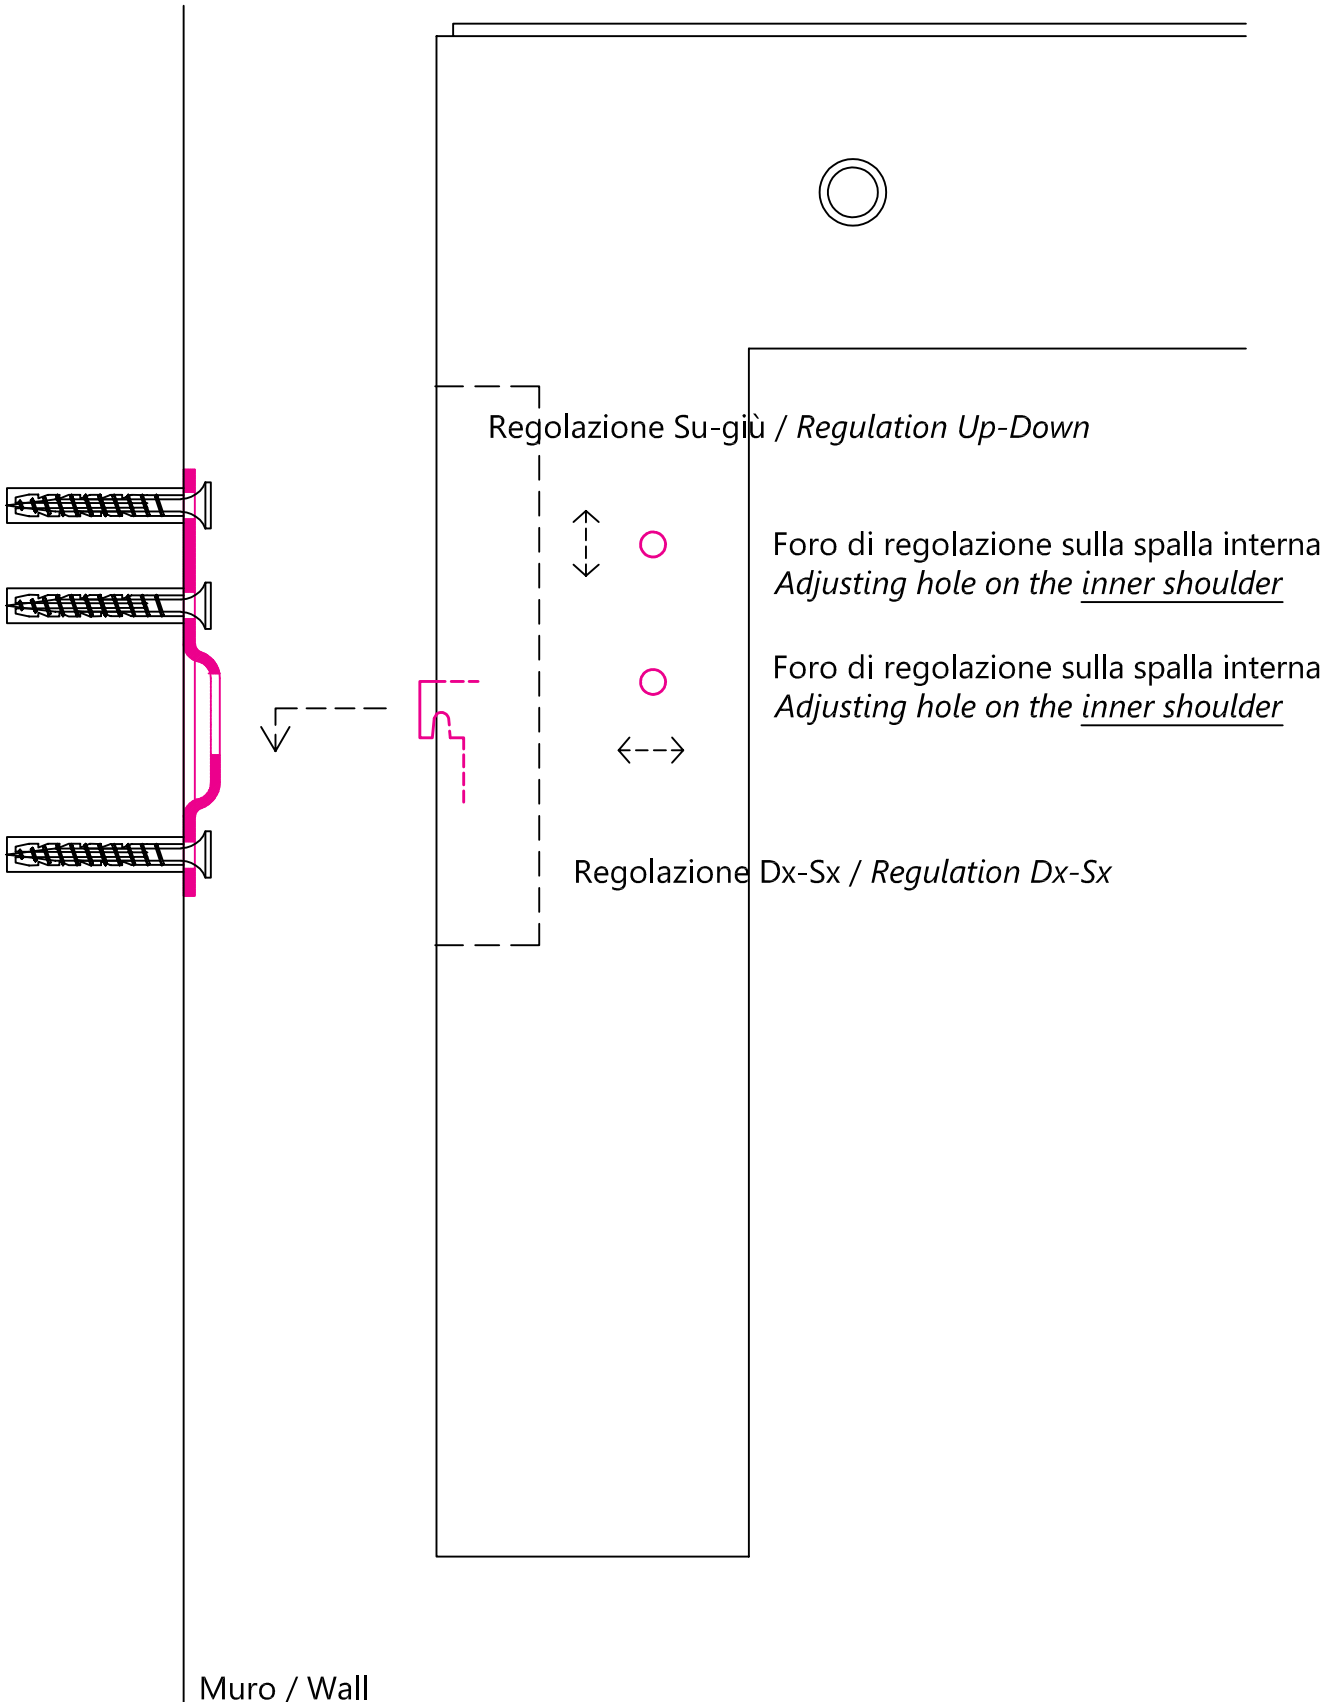 Regolazione Su-giù / Regulation Up-Down
Foro di regolazione sulla spalla interna
Adjusting hole on the inner shoulder
Foro di regolazione sulla spalla interna
Adjusting hole on the inner shoulder
Regolazione Dx-Sx / Regulation Dx-Sx
Muro / Wall